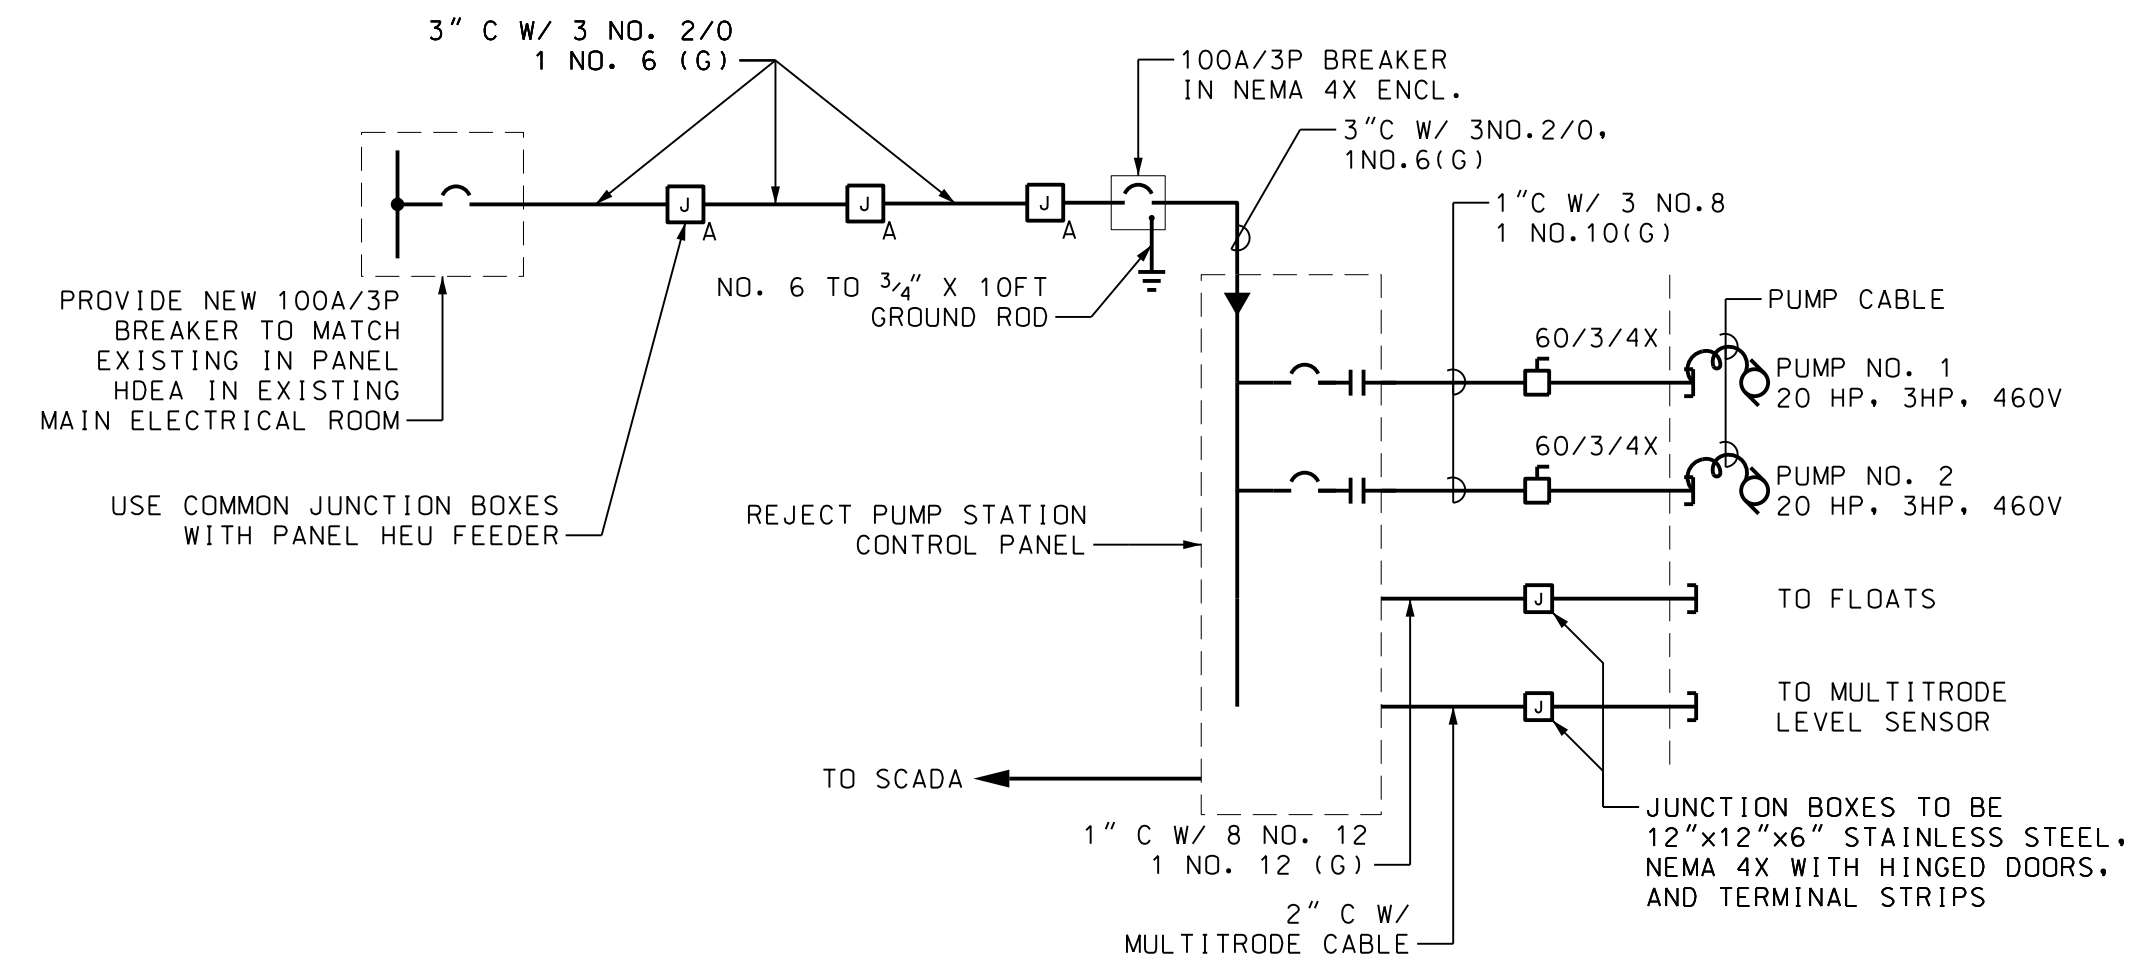 3" C W/ 3 NO. 2/0
1 NO. 6 (G)
100A/3P BREAKER
IN NEMA 4X ENCL.
3"C W/ 3NO.2/0,
1NO.6(G)
1"C W/ 3 NO.8
1 NO.10(G)
J
A
J
A
J
A
NO. 6 TO 3/4" X 10FT
GROUND ROD
PROVIDE NEW 100A/3P
BREAKER TO MATCH
EXISTING IN PANEL
HDEA IN EXISTING
MAIN ELECTRICAL ROOM
PUMP CABLE
60/3/4X
PUMP NO. 1
20 HP, 3HP, 460V
60/3/4X
PUMP NO. 2
20 HP, 3HP, 460V
USE COMMON JUNCTION BOXES
WITH PANEL HEU FEEDER
REJECT PUMP STATION
CONTROL PANEL
J
TO FLOATS
J
TO MULTITRODE
LEVEL SENSOR
TO SCADA
JUNCTION BOXES TO BE
12"x12"x6" STAINLESS STEEL,
NEMA 4X WITH HINGED DOORS,
AND TERMINAL STRIPS
1" C W/ 8 NO. 12
1 NO. 12 (G)
2" C W/
MULTITRODE CABLE